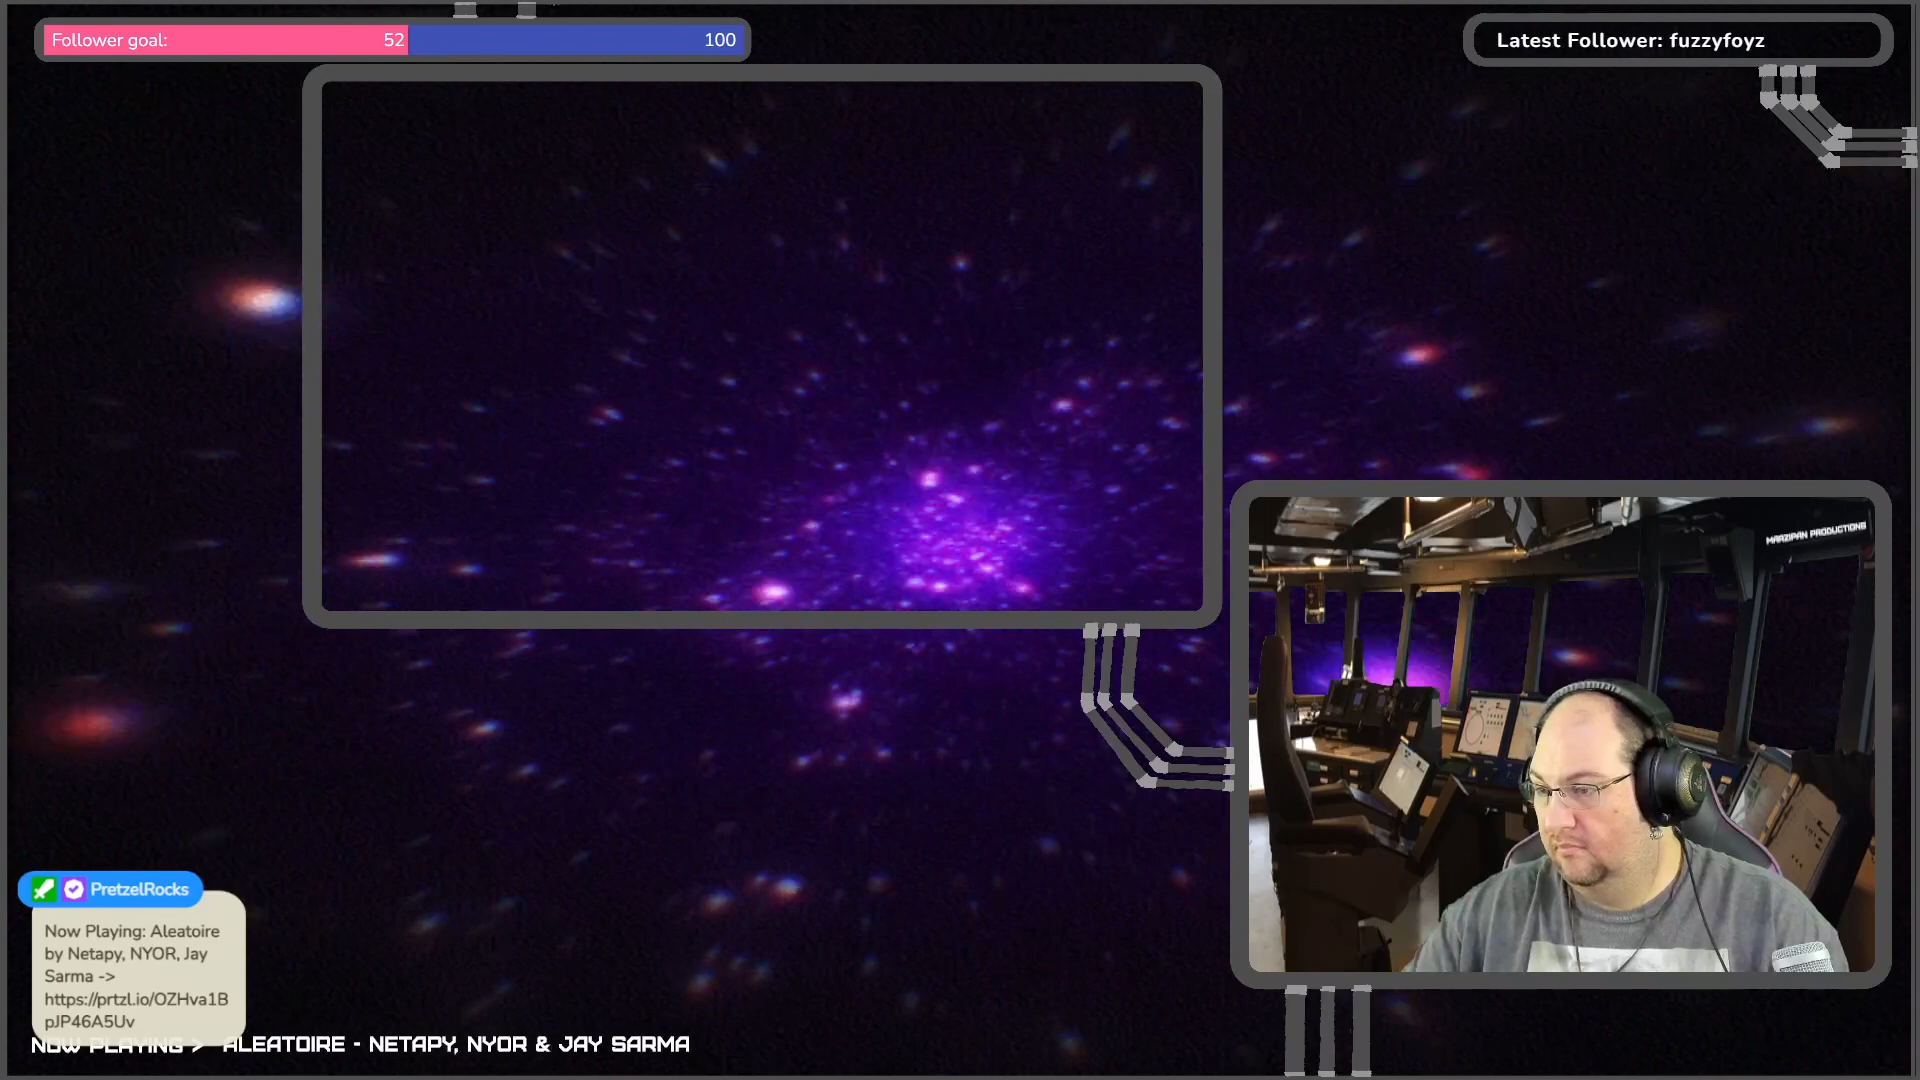 Follower goal: 52 100
Latest Follower: fuzzyfoyz
MARZIPAN PRODUCTIONS
PretzelRocks
Now Playing: Aleatoire
by Netapy, NYOR, Jay
Sarma ->
https://prtzl.io/OZHva1B
pJP46A5Uv
NOW PLAYING > ALEATOIRE - NETAPY, NYOR & JAY SARMA